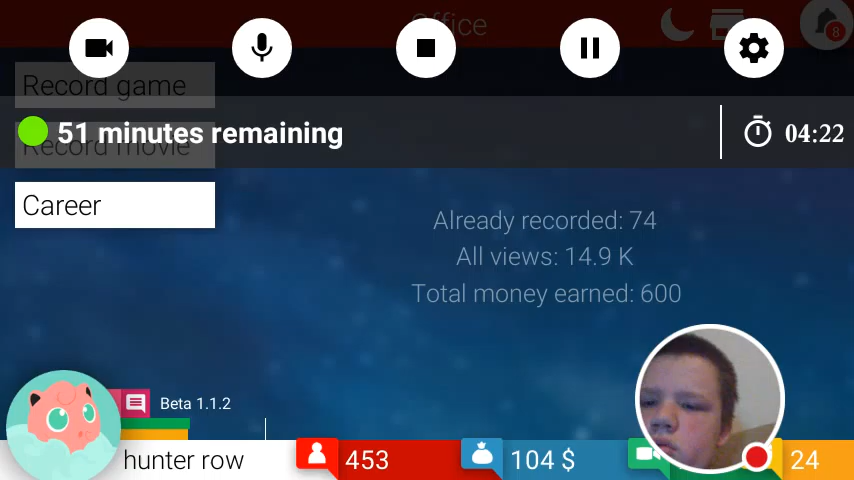 Office
8
Record game
51 minutes remaining
04:22
Record movie
Career
Already recorded: 74
All views: 14.9 K
Total money earned: 600
Beta 1.1.2
hunter row
453
104 $
24